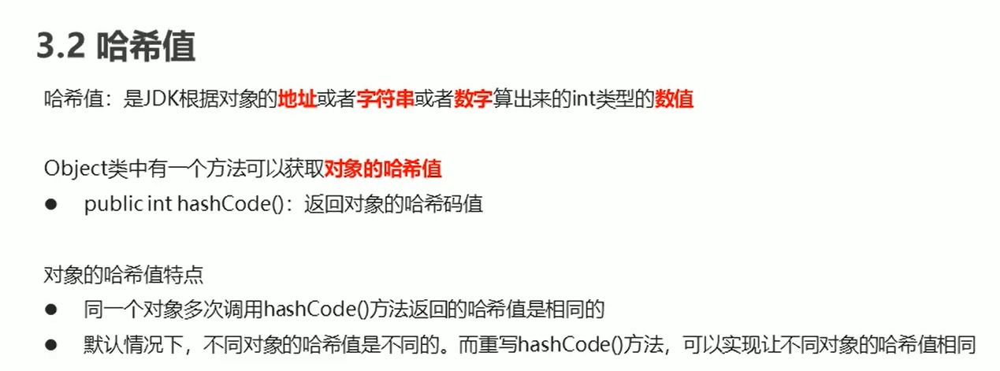 3.2 哈希值
哈希值：是JDK根据对象的地址或者字符串或者数字算出来的int类型的数值
Object类中有一个方法可以获取对象的哈希值
● public int hashCode()：返回对象的哈希码值
对象的哈希值特点
● 同一个对象多次调用hashCode()方法返回的哈希值是相同的
● 默认情况下，不同对象的哈希值是不同的。而重写hashCode()方法，可以实现让不同对象的哈希值相同